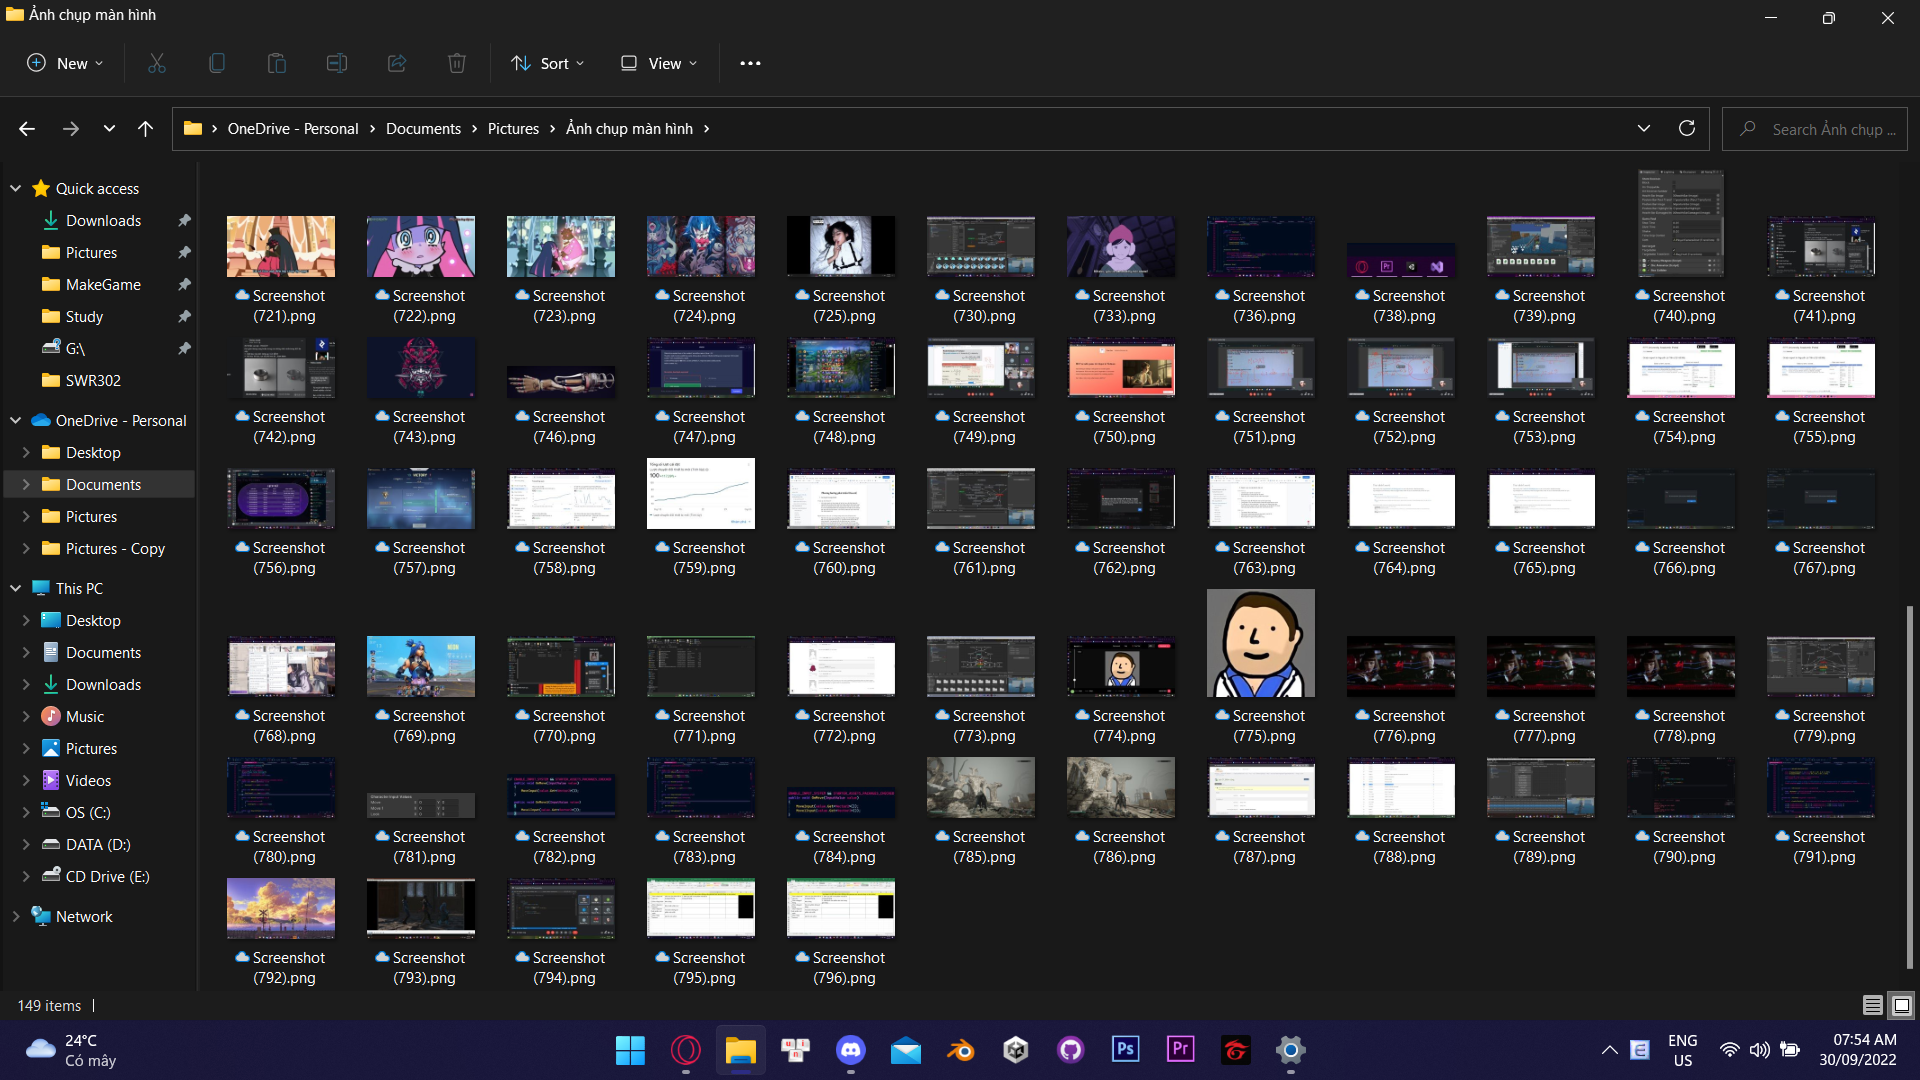 Ảnh chụp màn hình
New
Sort
View
OneDrive - Personal
Documents
Pictures
Ảnh chụp màn hình
Search Ảnh chụp ...
Quick access
Downloads
Pictures
MakeGame
Study
G:\
SWR302
OneDrive - Personal
Desktop
Documents
Pictures
Pictures - Copy
This PC
Desktop
Documents
Downloads
Music
Pictures
Videos
OS (C:)
DATA (D:)
CD Drive (E:)
Network
Screenshot (721).png
Screenshot (722).png
Screenshot (723).png
Screenshot (724).png
Screenshot (725).png
Screenshot (730).png
Screenshot (733).png
Screenshot (736).png
Screenshot (738).png
Screenshot (739).png
Screenshot (740).png
Screenshot (741).png
Screenshot (742).png
Screenshot (743).png
Screenshot (746).png
Screenshot (747).png
Screenshot (748).png
Screenshot (749).png
Screenshot (750).png
Screenshot (751).png
Screenshot (752).png
Screenshot (753).png
Screenshot (754).png
Screenshot (755).png
Screenshot (756).png
Screenshot (757).png
Screenshot (758).png
Screenshot (759).png
Screenshot (760).png
Screenshot (761).png
Screenshot (762).png
Screenshot (763).png
Screenshot (764).png
Screenshot (765).png
Screenshot (766).png
Screenshot (767).png
Screenshot (768).png
Screenshot (769).png
Screenshot (770).png
Screenshot (771).png
Screenshot (772).png
Screenshot (773).png
Screenshot (774).png
Screenshot (775).png
Screenshot (776).png
Screenshot (777).png
Screenshot (778).png
Screenshot (779).png
Screenshot (780).png
Screenshot (781).png
Screenshot (782).png
Screenshot (783).png
Screenshot (784).png
Screenshot (785).png
Screenshot (786).png
Screenshot (787).png
Screenshot (788).png
Screenshot (789).png
Screenshot (790).png
Screenshot (791).png
Screenshot (792).png
Screenshot (793).png
Screenshot (794).png
Screenshot (795).png
Screenshot (796).png
149 items
24°C
Có mây
Ps
Pr
ENG
US
07:54 AM
30/09/2022